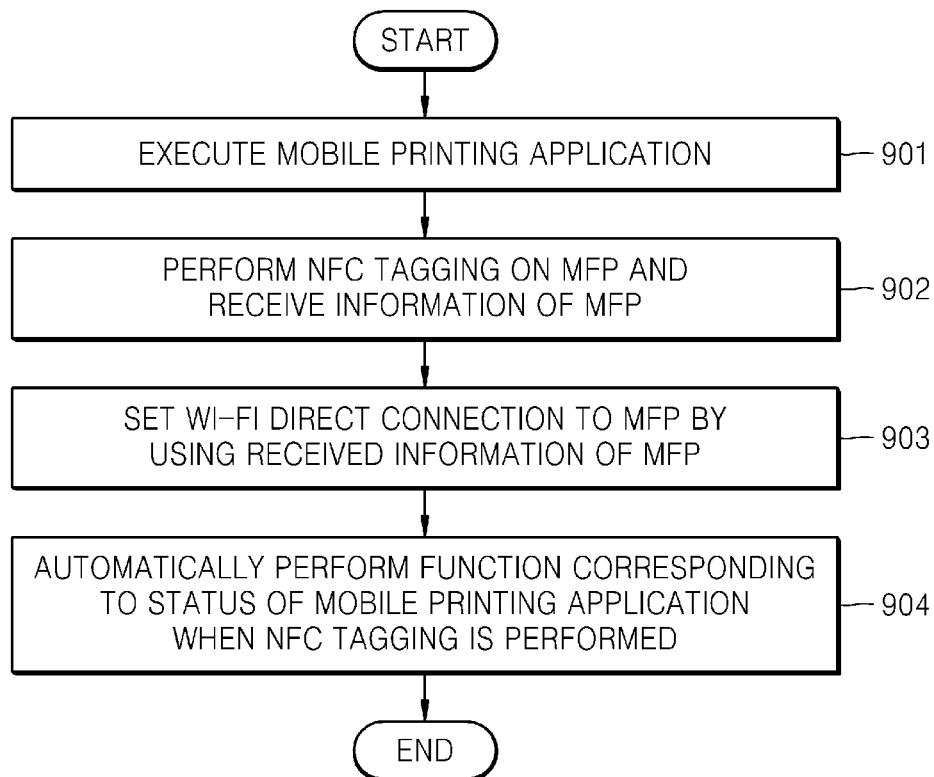 START
EXECUTE MOBILE PRINTING APPLICATION
901
PERFORM NFC TAGGING ON MFP AND
RECEIVE INFORMATION OF MFP
902
SET WI-FI DIRECT CONNECTION TO MFP BY
USING RECEIVED INFORMATION OF MFP
903
AUTOMATICALLY PERFORM FUNCTION CORRESPONDING
TO STATUS OF MOBILE PRINTING APPLICATION
WHEN NFC TAGGING IS PERFORMED
904
END